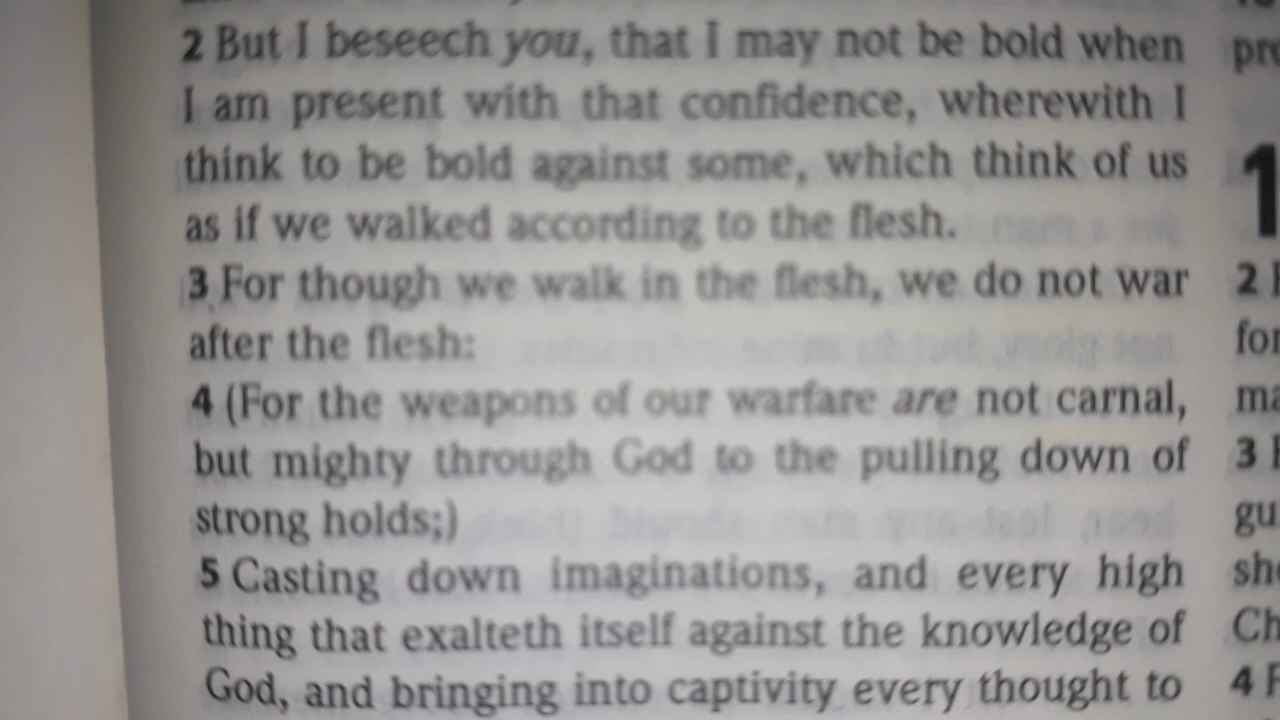 2 But I beseech you, that I may not be bold when
I am present with that confidence, wherewith I
think to be bold against some, which think of us
as if we walked according to the flesh.
3 For though we walk in the flesh, we do not war
after the flesh:
4 (For the weapons of our warfare are not carnal,
but mighty through God to the pulling down of
strong holds;)
5 Casting down imaginations, and every high
thing that exalteth itself against the knowledge of
God, and bringing into captivity every thought to
1
2
3
4